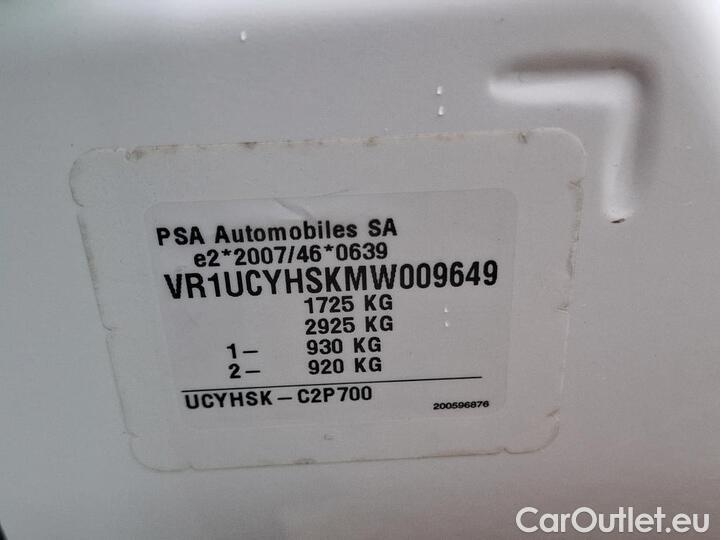 PSA Automobiles SA
e2*2007/46*0639
VR1UCYHSKMW009649
1725 KG
2925 KG
1– 930 KG
2– 920 KG
UCYHSK–C2P700
200596876
CarOutlet.eu